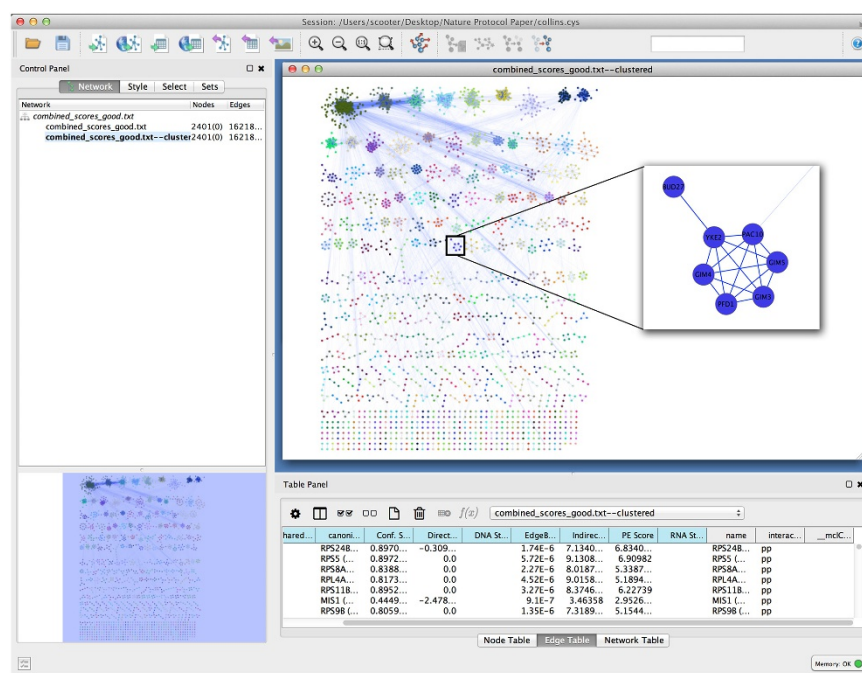 Session: /Users/scooter/Desktop/Nature Protocol Paper/collins.cys
Control Panel
Network Style Select Sets
Network Nodes Edges
combined_scores_good.txt
combined_scores_good.txt 2401(0) 16218...
combined_scores_good.txt--cluster 2401(0) 16218...
combined_scores_good.txt--clustered
BUD27
YKE2
PAC10
GIM5
GIM4
GIM3
PFD1
Table Panel
f(x) combined_scores_good.txt--clustered
hared... canoni... Conf. S... Direct... DNA St... EdgeB... Indirec... PE Score RNA St... name interac... __mclC...
RPS24B 0.8970... -0.309... 1.74E-6 7.1340... 6.8340... RPS24B pp
RPS5 (... 0.8972... 0.0 5.72E-6 9.1308... 6.90982 RPS5 (... pp
RPS8A... 0.8388... 0.0 2.27E-6 8.0187... 5.3387... RPS8A... pp
RPL4A... 0.8173... 0.0 4.52E-6 9.0158... 5.1894... RPL4A... pp
RPS11B... 0.8952... 0.0 3.27E-6 8.3746... 6.22739 RPS11B... pp
MIS1 (... 0.4449... -2.478... 9.1E-7 3.46358 2.9526... MIS1 (... pp
RPS9B (... 0.8059... 0.0 1.35E-6 7.3189... 5.1544... RPS9B (... pp
Node Table Edge Table Network Table
Memory: OK